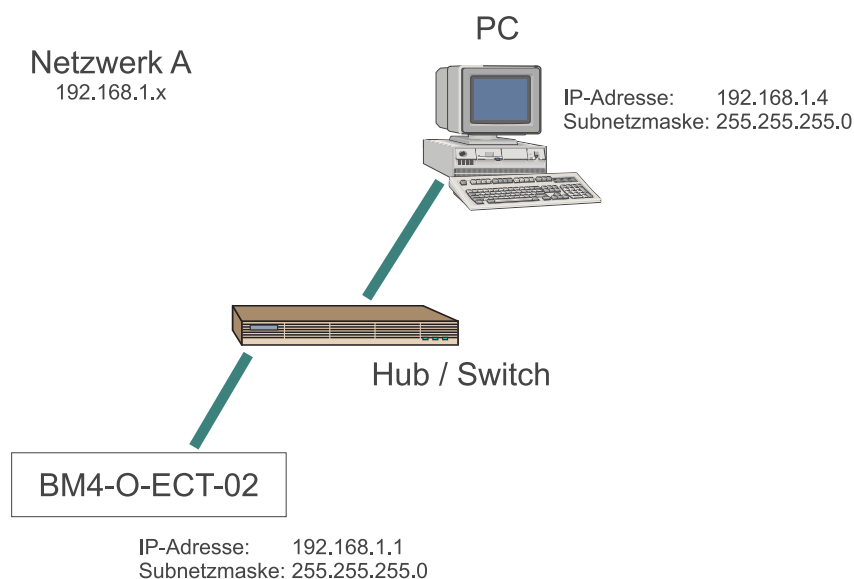 PC
Netzwerk A
192.168.1.x
IP-Adresse: 192.168.1.4
Subnetzmaske: 255.255.255.0
Hub / Switch
BM4-O-ECT-02
IP-Adresse: 192.168.1.1
Subnetzmaske: 255.255.255.0